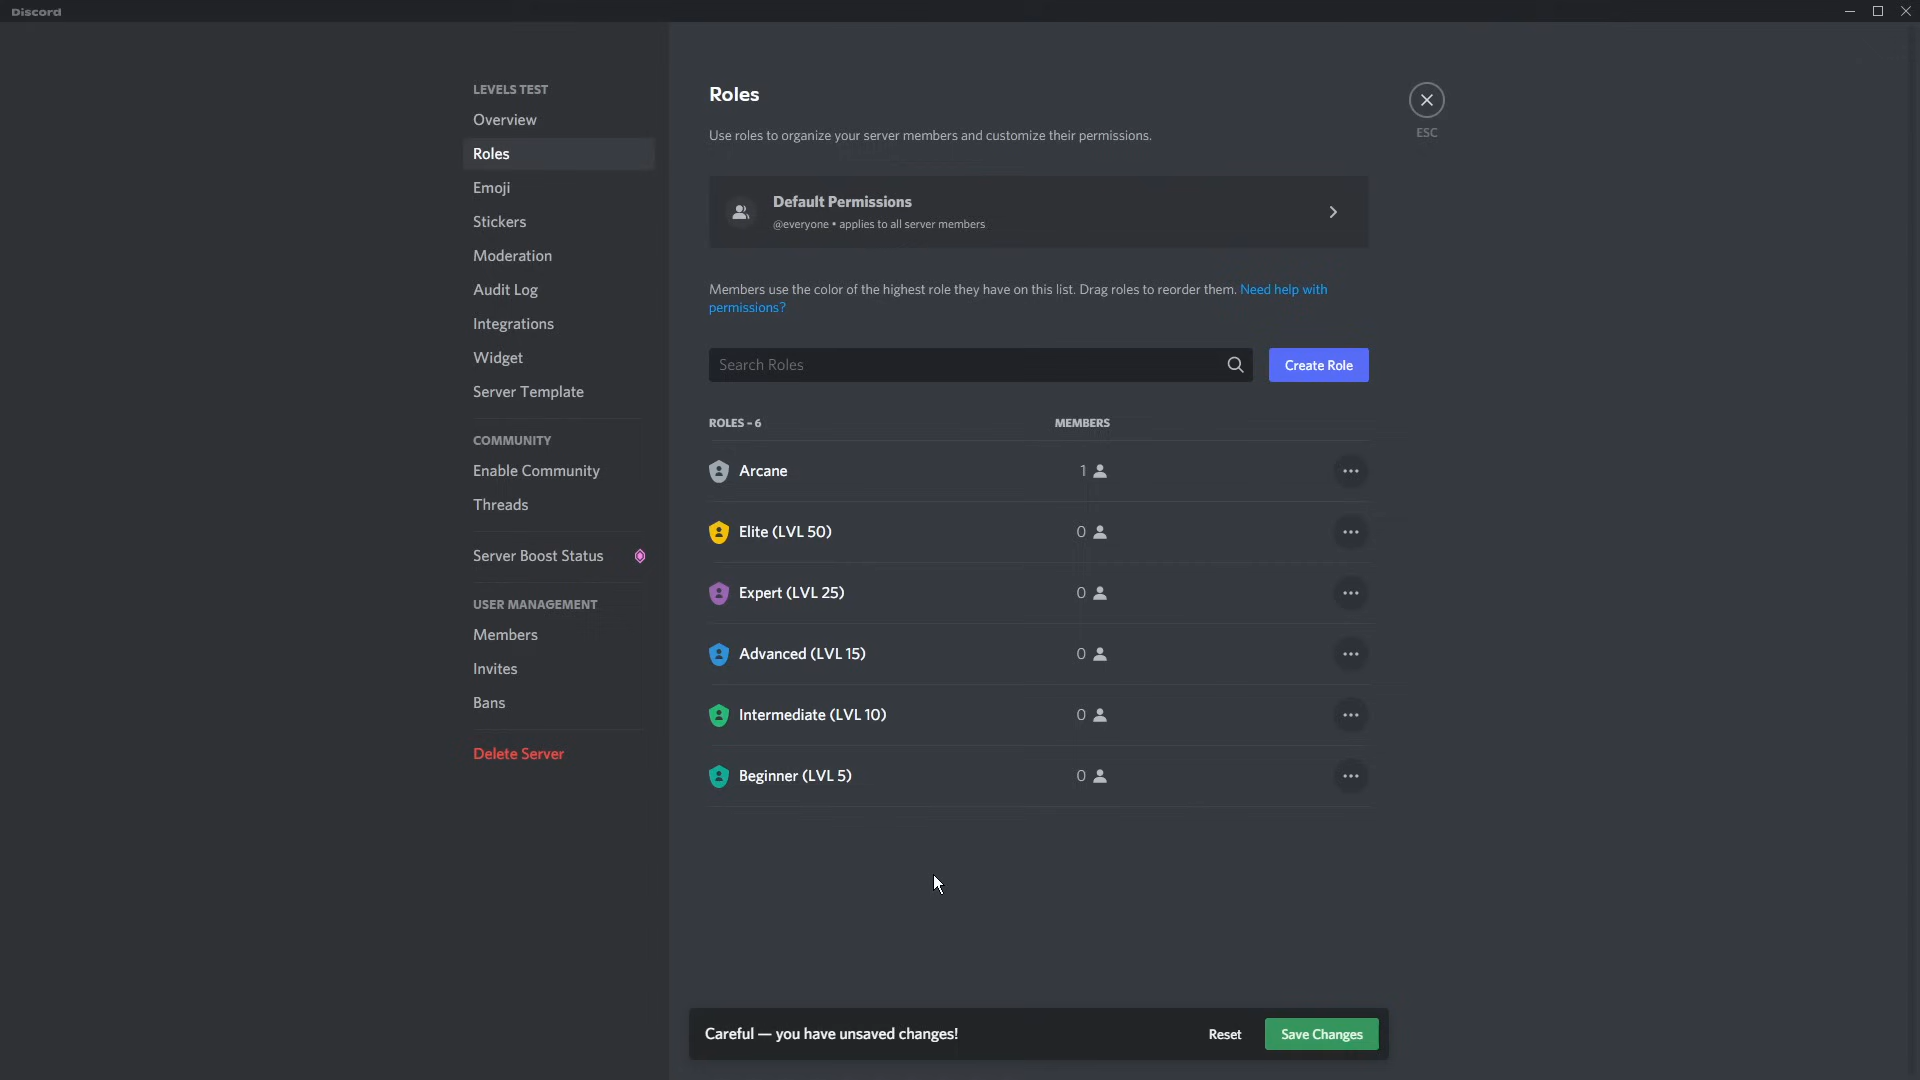 Discord
LEVELS TEST
Overview
Roles
Emoji
Stickers
Moderation
Audit Log
Integrations
Widget
Server Template
COMMUNITY
Enable Community
Threads
Server Boost Status
USER MANAGEMENT
Members
Invites
Bans
Delete Server
Roles
ESC
Use roles to organize your server members and customize their permissions.
Default Permissions
@everyone • applies to all server members
Members use the color of the highest role they have on this list. Drag roles to reorder them. Need help with
permissions?
Search Roles
Create Role
ROLES – 6 MEMBERS
Arcane 1
Elite (LVL 50) 0
Expert (LVL 25) 0
Advanced (LVL 15) 0
Intermediate (LVL 10) 0
Beginner (LVL 5) 0
Careful — you have unsaved changes! Reset Save Changes